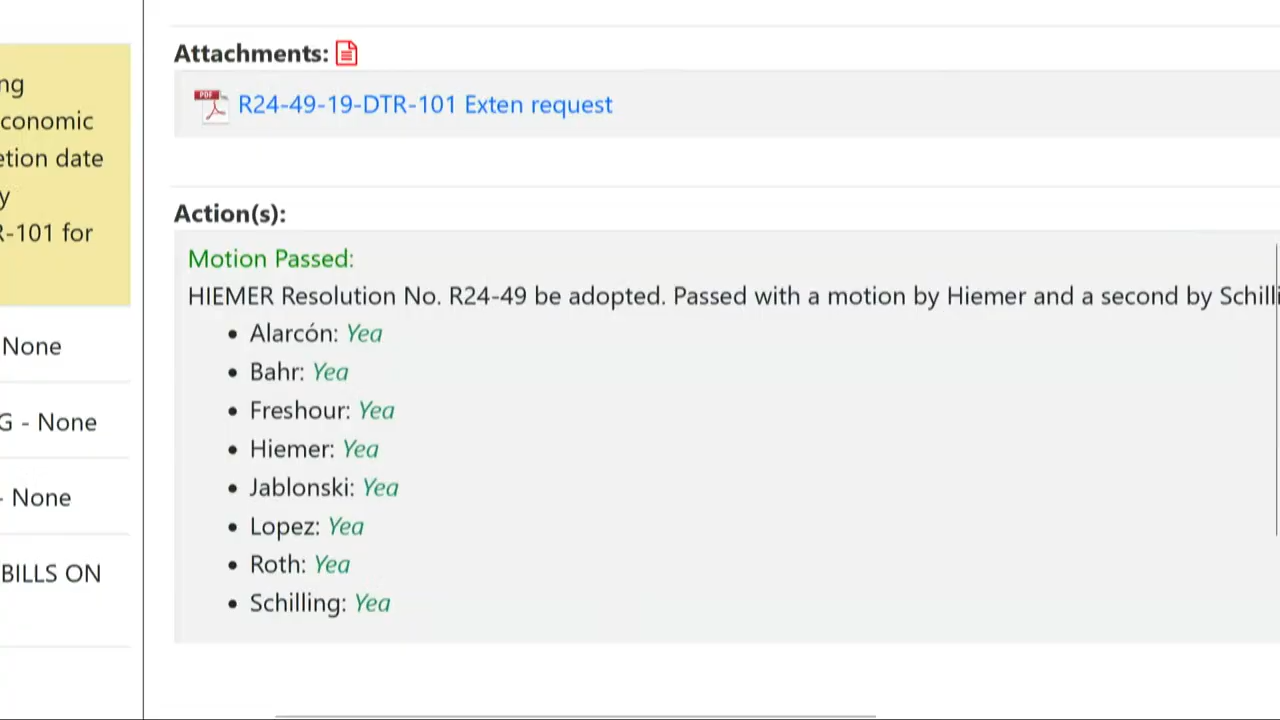 Attachments:
PDF
R24-49-19-DTR-101 Exten request
Action(s):
Motion Passed:
HIEMER Resolution No. R24-49 be adopted. Passed with a motion by Hiemer and a second by Schilli
Alarcón: Yea
Bahr: Yea
Freshour: Yea
Hiemer: Yea
Jablonski: Yea
Lopez: Yea
Roth: Yea
Schilling: Yea
ng
conomic
etion date
y
R-101 for
None
G - None
- None
BILLS ON